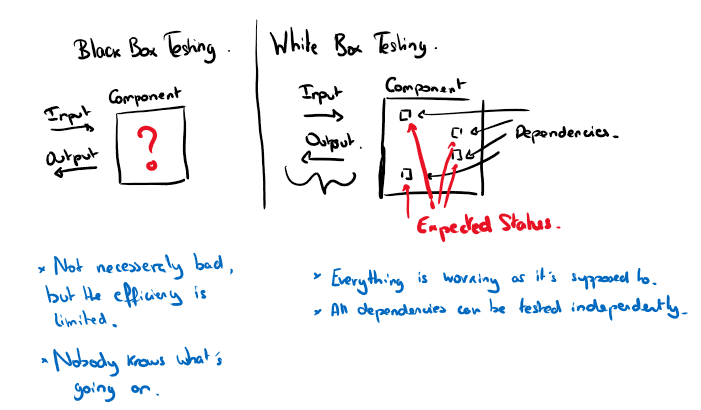 Black Box Testing.
Component
Input
Output
?
* Not necesseraly bad,
but the efficiency is
limited.
* Nobody knows what's
going on.
White Box Testing.
Component
Input
Output.
Dependencies.
Expected Status.
* Everything is working as it's supposed to.
* All dependencies can be tested independently.